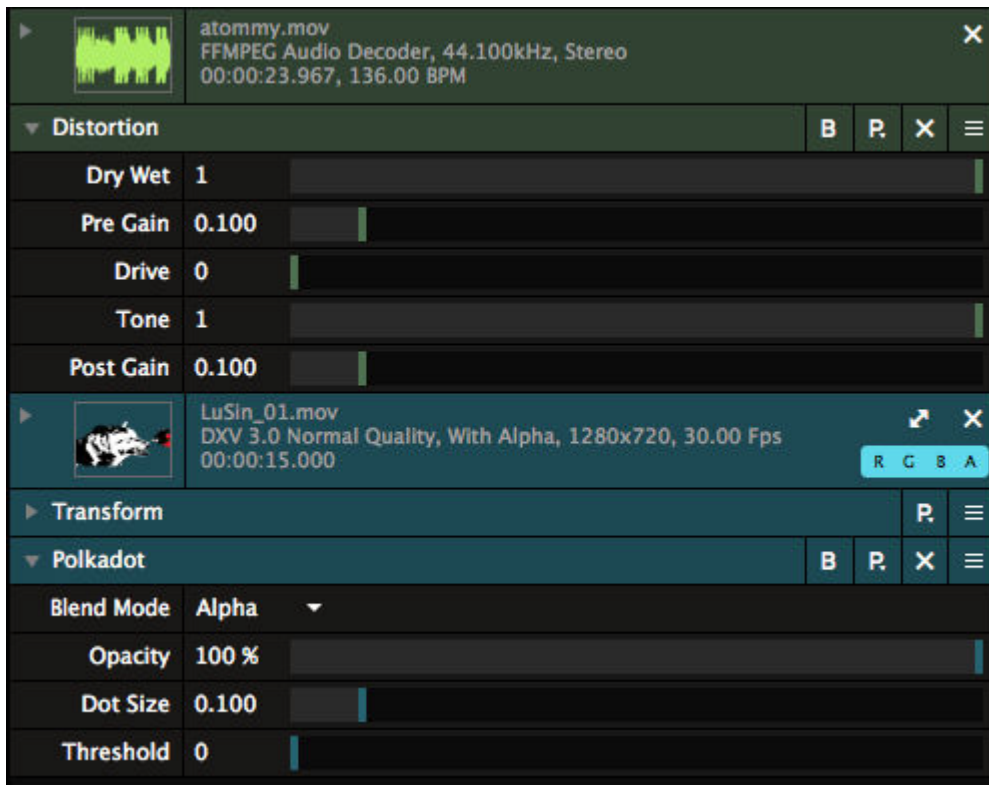 atommy.mov
FFMPEG Audio Decoder, 44.100kHz, Stereo
00:00:23.967, 136.00 BPM
Distortion B P.
Dry Wet 1
Pre Gain 0.100
Drive 0
Tone 1
Post Gain 0.100
LuSin_01.mov
DXV 3.0 Normal Quality, With Alpha, 1280x720, 30.00 Fps
00:00:15.000
R G B A
Transform P.
Polkadot B P.
Blend Mode Alpha
Opacity 100 %
Dot Size 0.100
Threshold 0